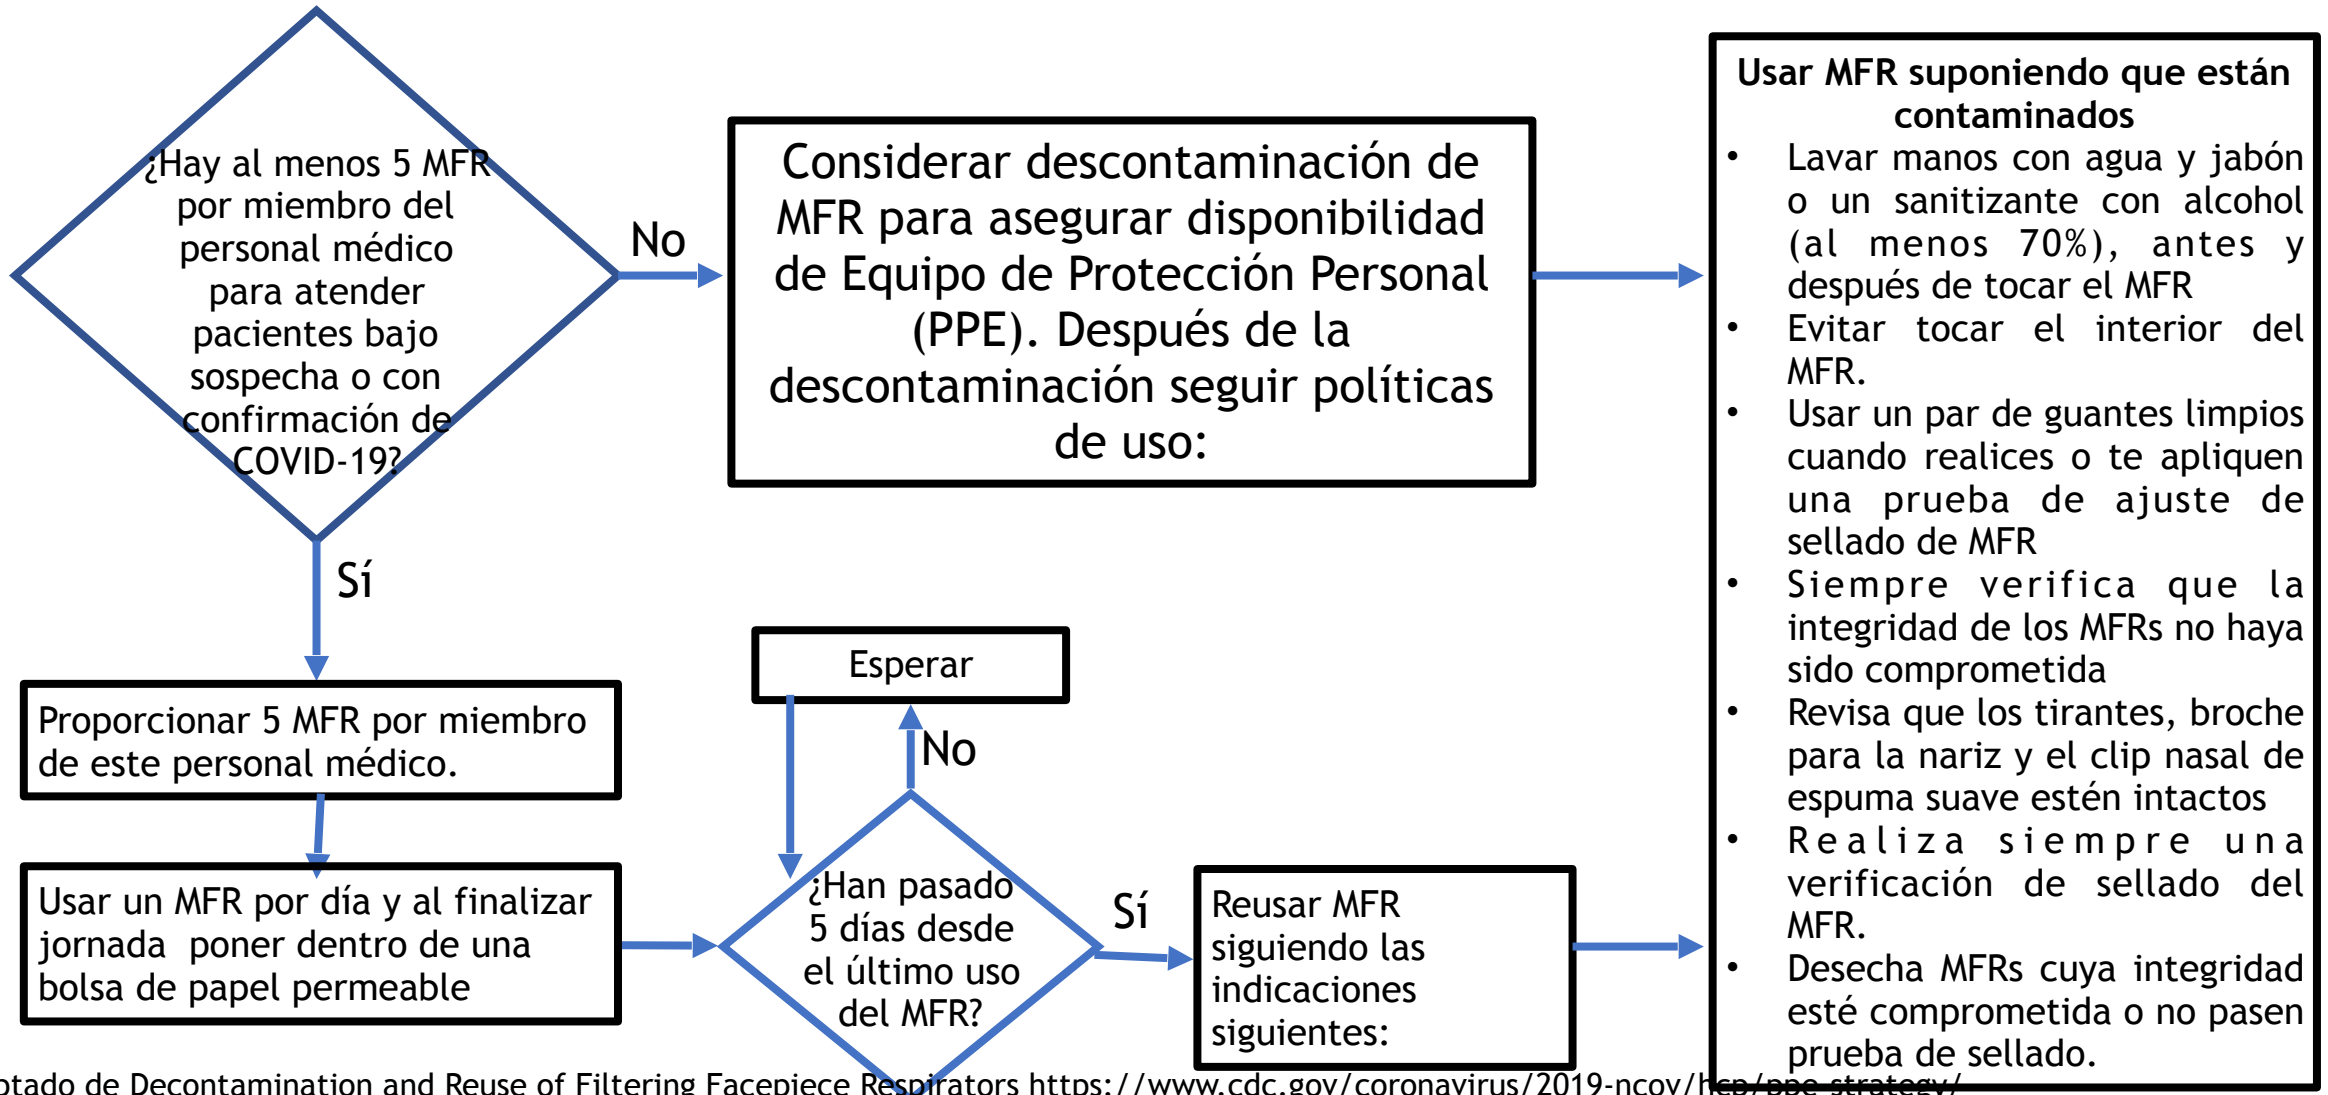 ¿Hay al menos 5 MFR
por miembro del
personal médico
para atender
pacientes bajo
sospecha o con
confirmación de
COVID-19?
No
Considerar descontaminación de
MFR para asegurar disponibilidad
de Equipo de Protección Personal
(PPE). Después de la
descontaminación seguir políticas
de uso:
Sí
Proporcionar 5 MFR por miembro
de este personal médico.
Usar un MFR por día y al finalizar
jornada poner dentro de una
bolsa de papel permeable
Esperar
No
¿Han pasado
5 días desde
el último uso
del MFR?
Sí
Reusar MFR
siguiendo las
indicaciones
siguientes:
Usar MFR suponiendo que están
contaminados
• Lavar manos con agua y jabón
o un sanitizante con alcohol
(al menos 70%), antes y
después de tocar el MFR
• Evitar tocar el interior del
MFR.
• Usar un par de guantes limpios
cuando realices o te apliquen
una prueba de ajuste de
sellado de MFR
• Siempre verifica que la
integridad de los MFRs no haya
sido comprometida
• Revisa que los tirantes, broche
para la nariz y el clip nasal de
espuma suave estén intactos
• Realiza siempre una
verificación de sellado del
MFR.
• Desecha MFRs cuya integridad
esté comprometida o no pasen
prueba de sellado.
de Decontamination and Reuse of Filtering Facepiece Respirators https://www.cdc.gov/coronavirus/2019-ncov/hcp/ppe-strategy/